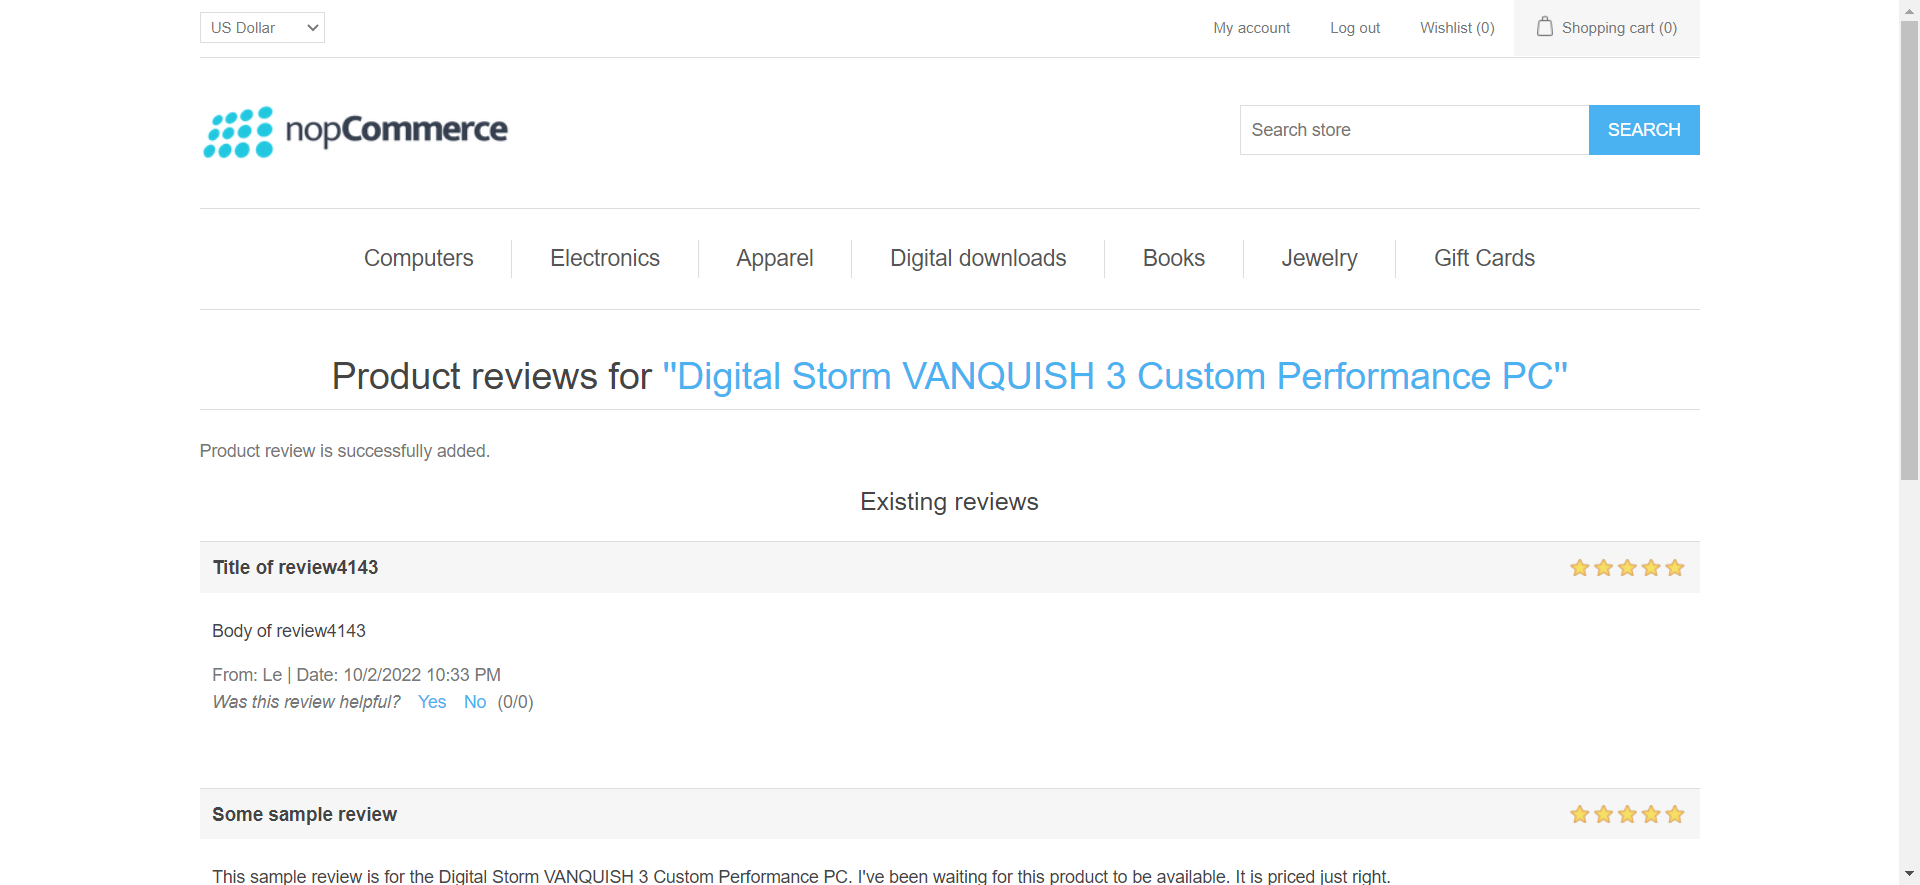 US Dollar
My account
Log out
Wishlist (0)
Shopping cart (0)
nopCommerce
Search store
SEARCH
Computers
Electronics
Apparel
Digital downloads
Books
Jewelry
Gift Cards
Product reviews for "Digital Storm VANQUISH 3 Custom Performance PC"
Product review is successfully added.
Existing reviews
Title of review4143
Body of review4143
From: Le | Date: 10/2/2022 10:33 PM
Was this review helpful? Yes No (0/0)
Some sample review
This sample review is for the Digital Storm VANQUISH 3 Custom Performance PC. I've been waiting for this product to be available. It is priced just right.